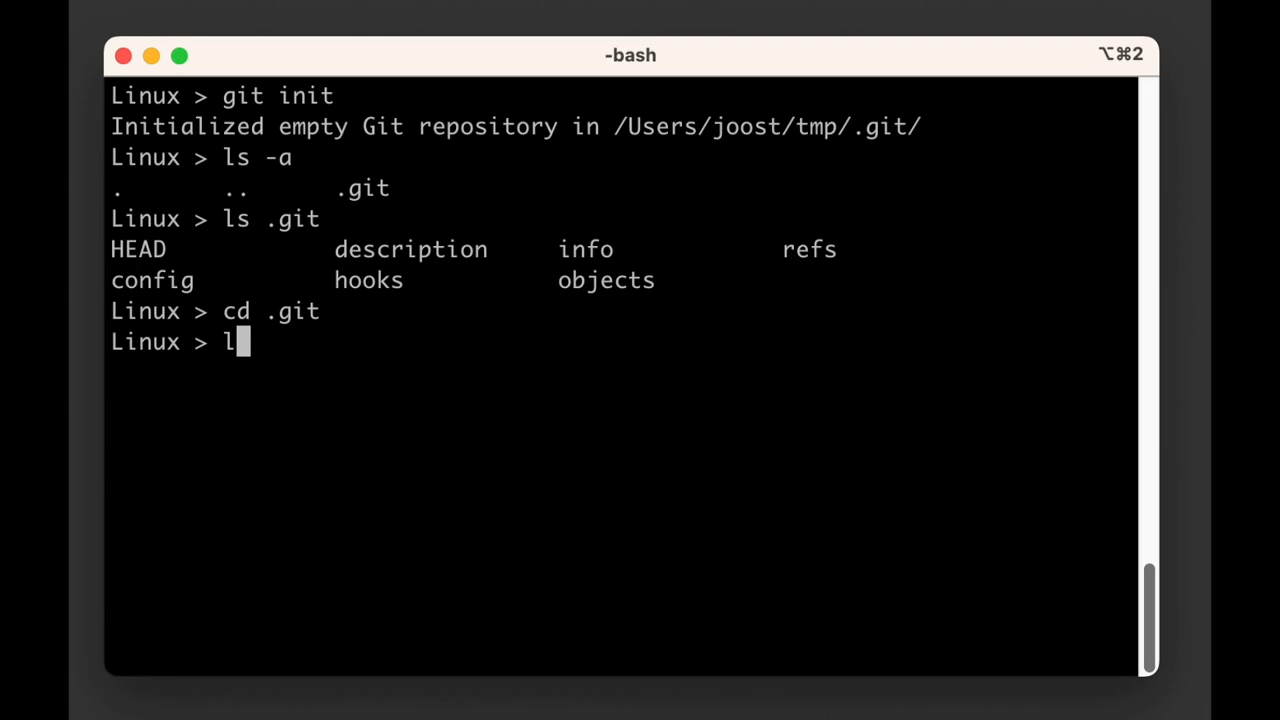 -bash
⌥⌘2
Linux > git init
Initialized empty Git repository in /Users/joost/tmp/.git/
Linux > ls -a
. .. .git
Linux > ls .git
HEAD description info refs
config hooks objects
Linux > cd .git
Linux > l